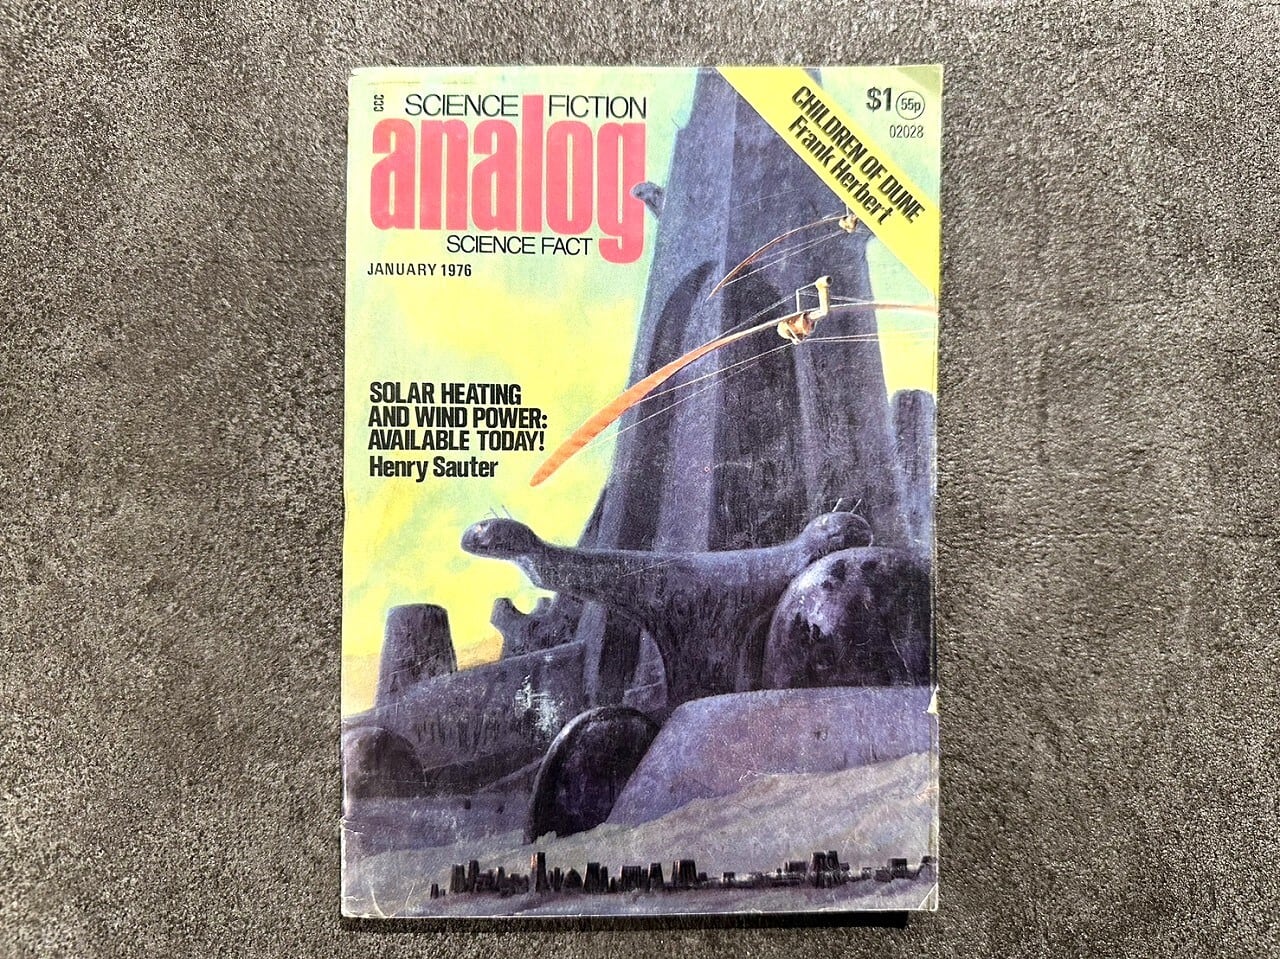 CCC
SCIENCE FICTION
analog
SCIENCE FACT
JANUARY 1976
$1 55p
02028
CHILDREN OF DUNE
Frank Herbert
SOLAR HEATING
AND WIND POWER:
AVAILABLE TODAY!
Henry Sauter